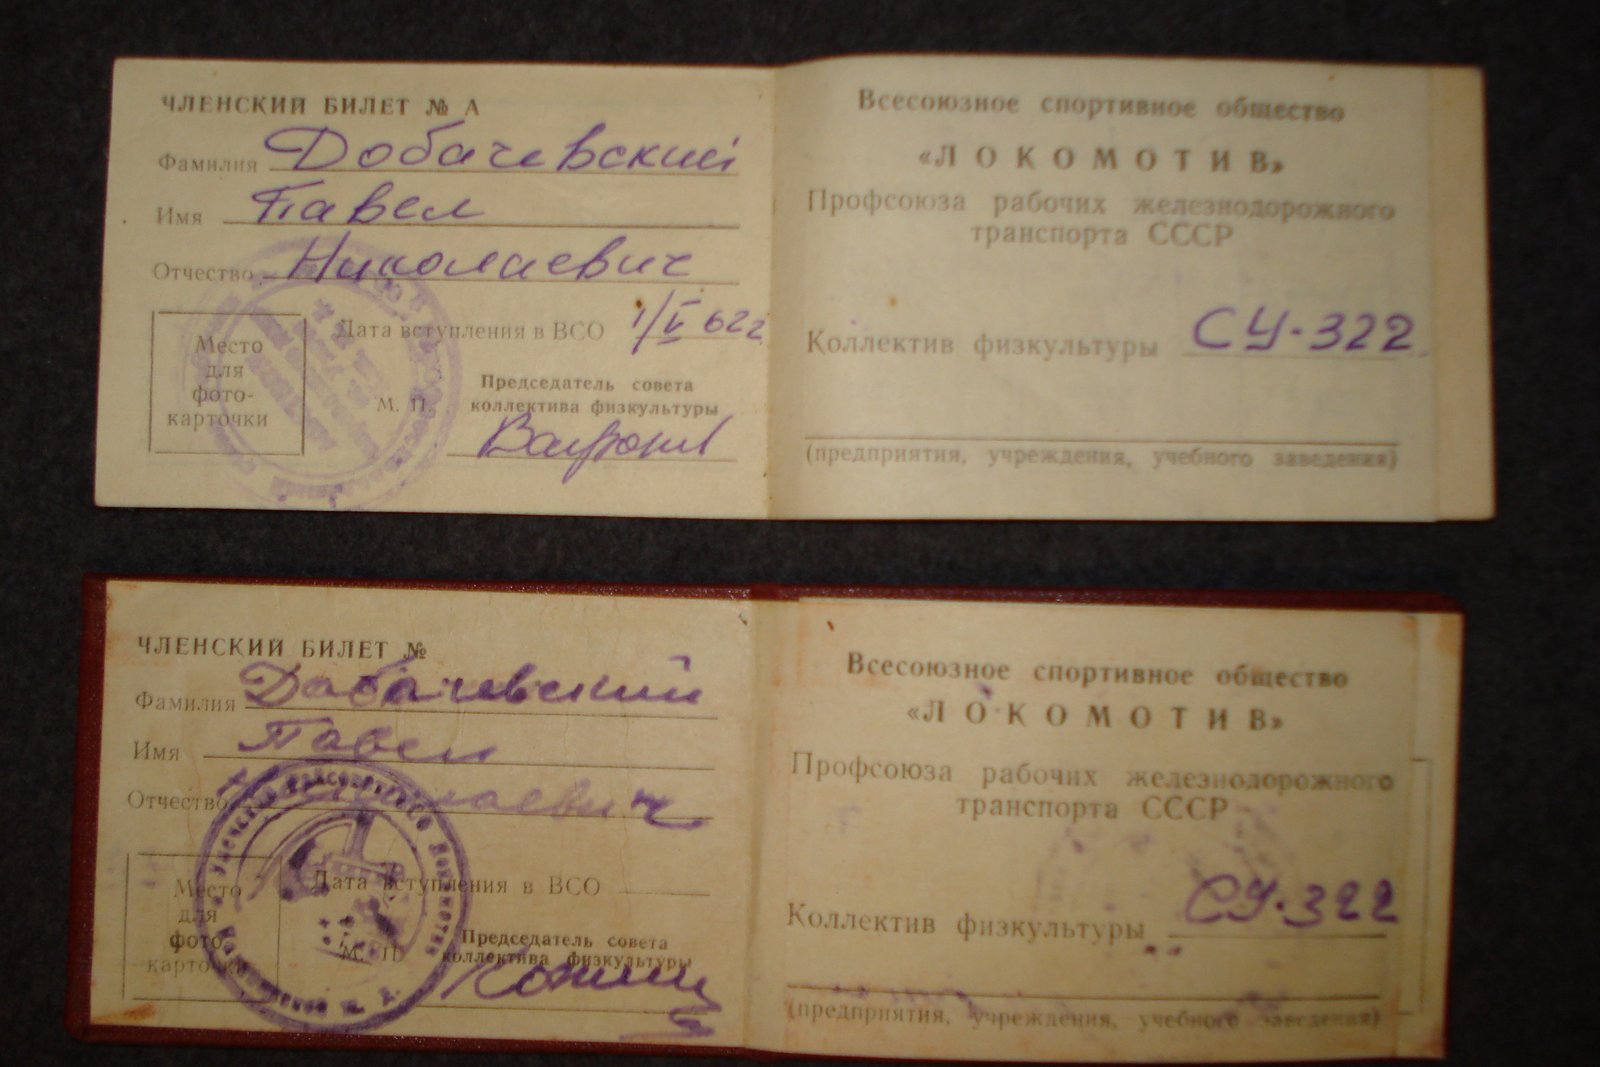 ЧЛЕНСКИЙ БИЛЕТ № А
Фамилия Добачевский
Имя Павел
Отчество Николаевич
Дата вступления в ВСО 1/V 62г
Место
для
фото-
карточки
М. П.
Председатель совета
коллектива физкультуры
Всесоюзное спортивное общество
«ЛОКОМОТИВ»
Профсоюза рабочих железнодорожного
транспорта СССР
Коллектив физкультуры СУ-322
(предприятия, учреждения, учебного заведения)
ЧЛЕНСКИЙ БИЛЕТ №
Фамилия Добачевский
Имя Павел
Отчество Николаевич
Дата вступления в ВСО
Место
для
фото-
карточки
М. П.
Председатель совета
коллектива физкультуры
Всесоюзное спортивное общество
«ЛОКОМОТИВ»
Профсоюза рабочих железнодорожного
транспорта СССР
Коллектив физкультуры СУ-322
(предприятия, учреждения, учебного заведения)